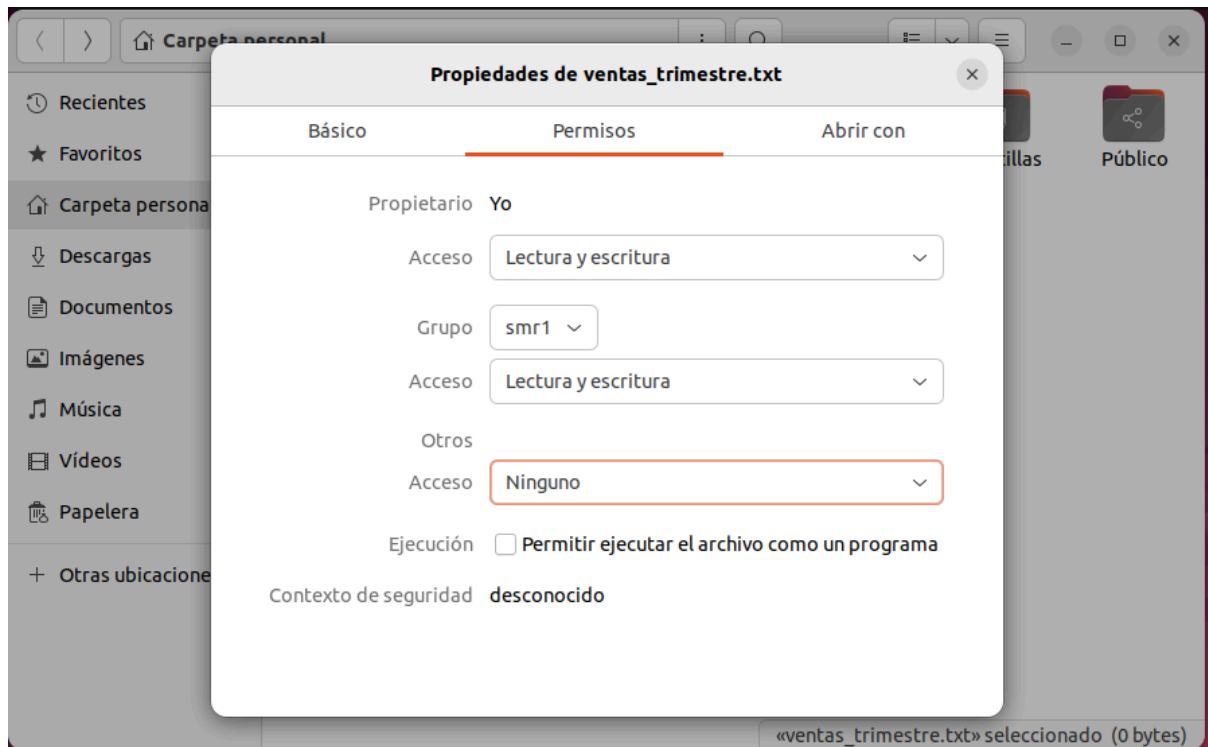 Carpeta personal
Propiedades de ventas_trimestre.txt
Básico Permisos Abrir con
Recientes
Favoritos
Carpeta persona
Descargas
Documentos
Imágenes
Música
Vídeos
Papelera
+ Otras ubicacione
Propietario Yo
Acceso Lectura y escritura
Grupo smr1
Acceso Lectura y escritura
Otros
Acceso Ninguno
Ejecución Permitir ejecutar el archivo como un programa
Contexto de seguridad desconocido
illas
Público
«ventas_trimestre.txt» seleccionado (0 bytes)